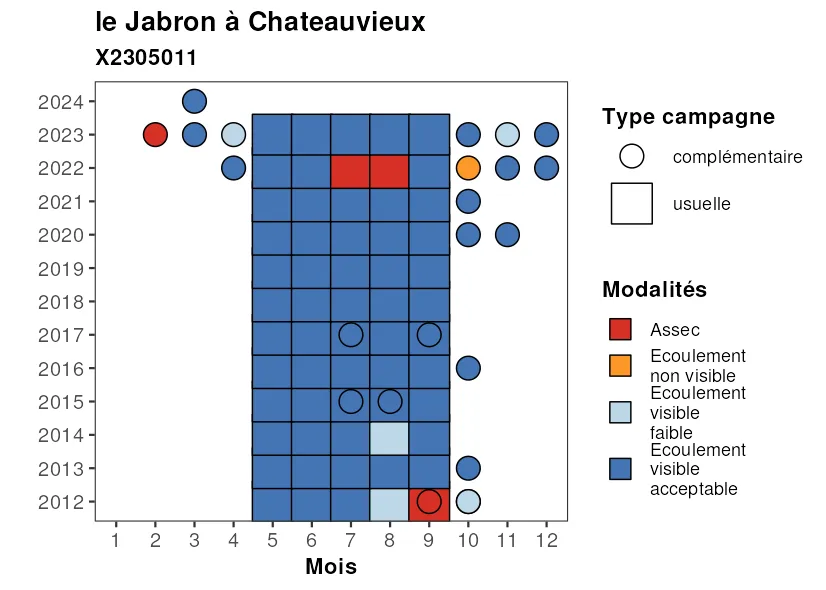 le Jabron à Chateauvieux
X2305011
2024
2023
2022
2021
2020
2019
2018
2017
2016
2015
2014
2013
2012
1 2 3 4 5 6 7 8 9 10 11 12
Mois
Type campagne
complémentaire
usuelle
Modalités
Assec
Ecoulement
non visible
Ecoulement
visible
faible
Ecoulement
visible
acceptable